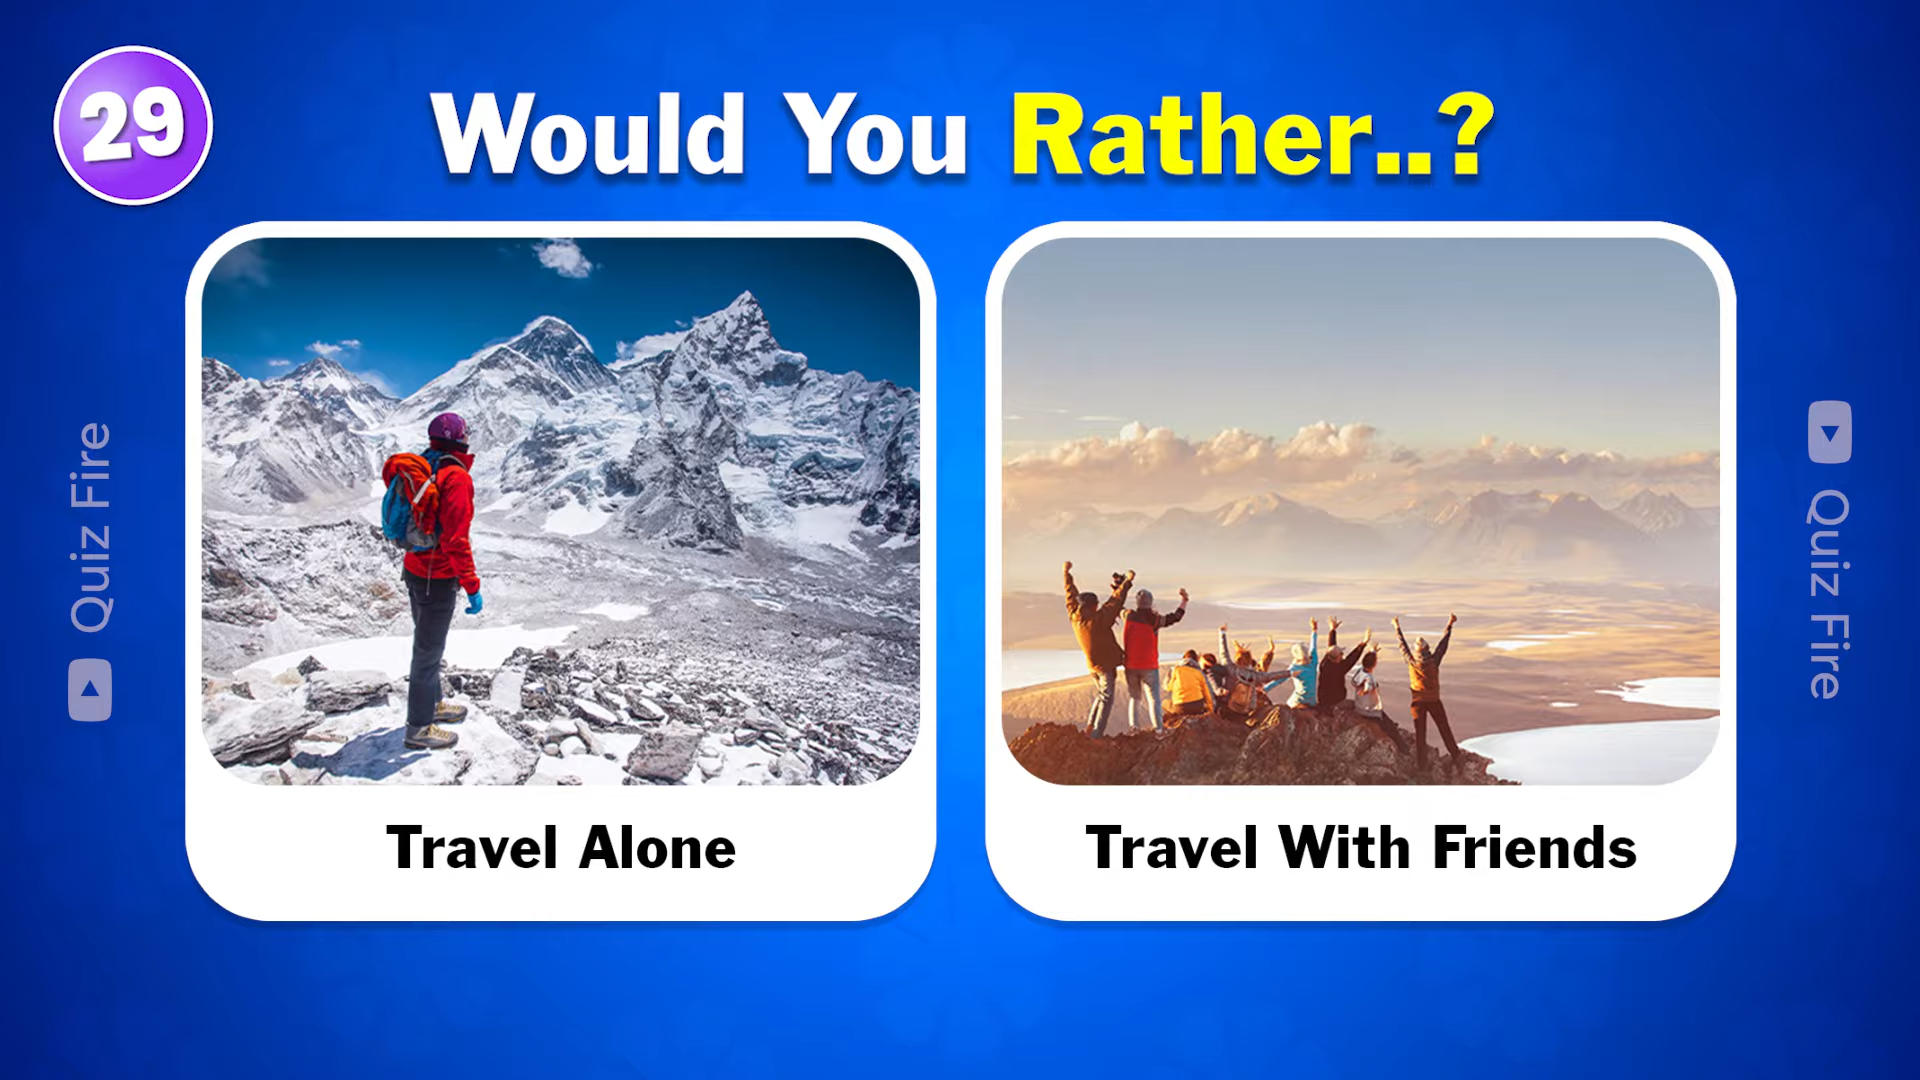 29
Would You Rather..?
Quiz Fire
Travel Alone
Travel With Friends
Quiz Fire